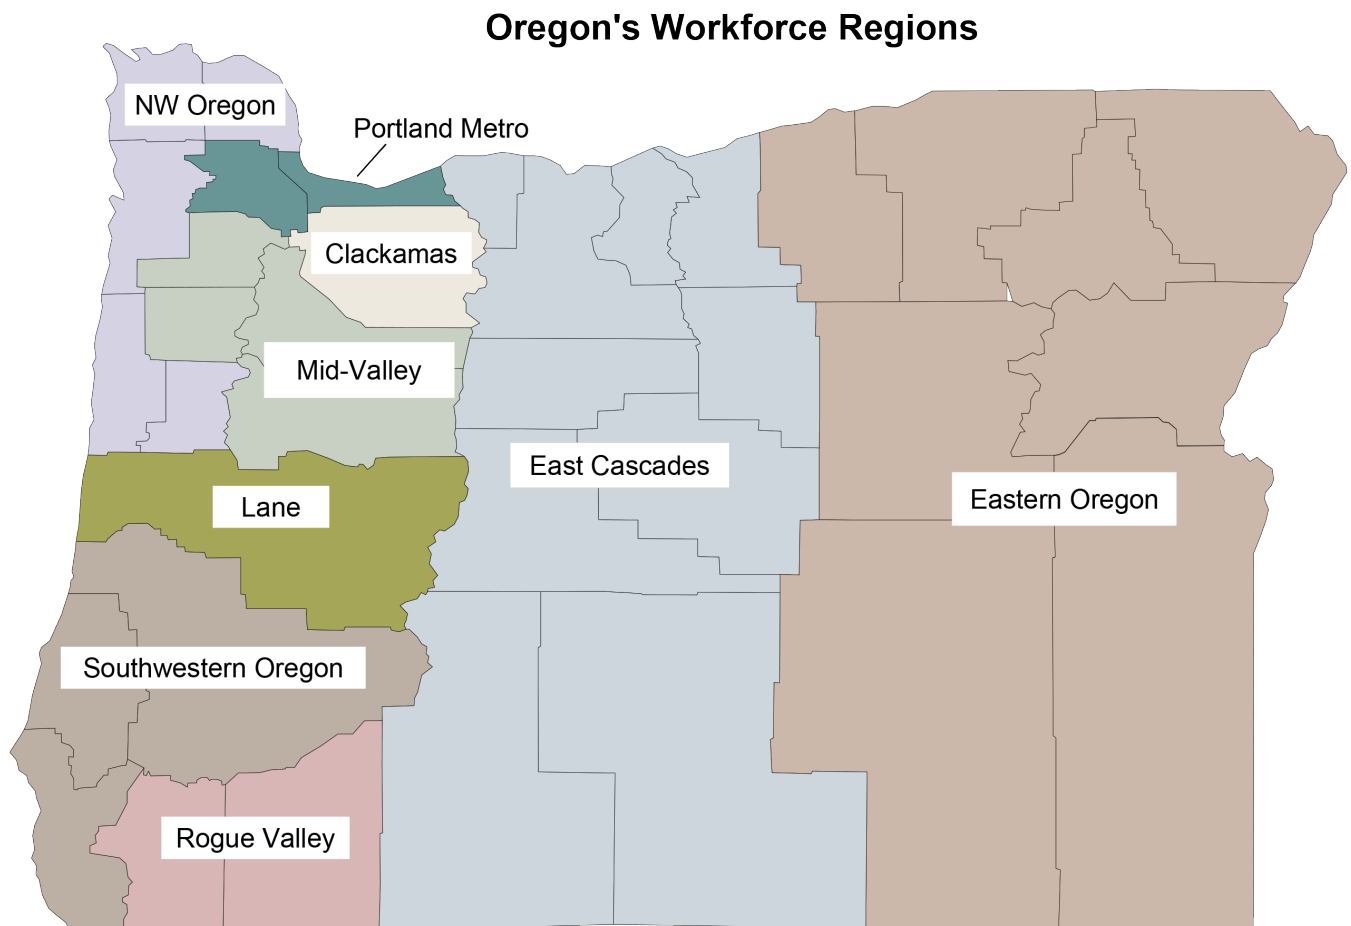 Oregon's Workforce Regions
NW Oregon
Portland Metro
Clackamas
Mid-Valley
East Cascades
Eastern Oregon
Lane
Southwestern Oregon
Rogue Valley